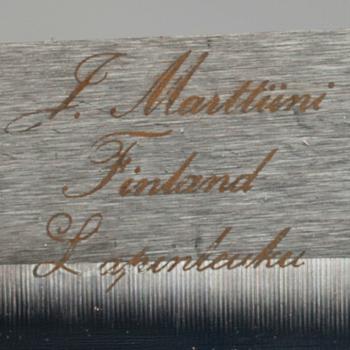 J. Marttiini
Finland
Lapinleuku